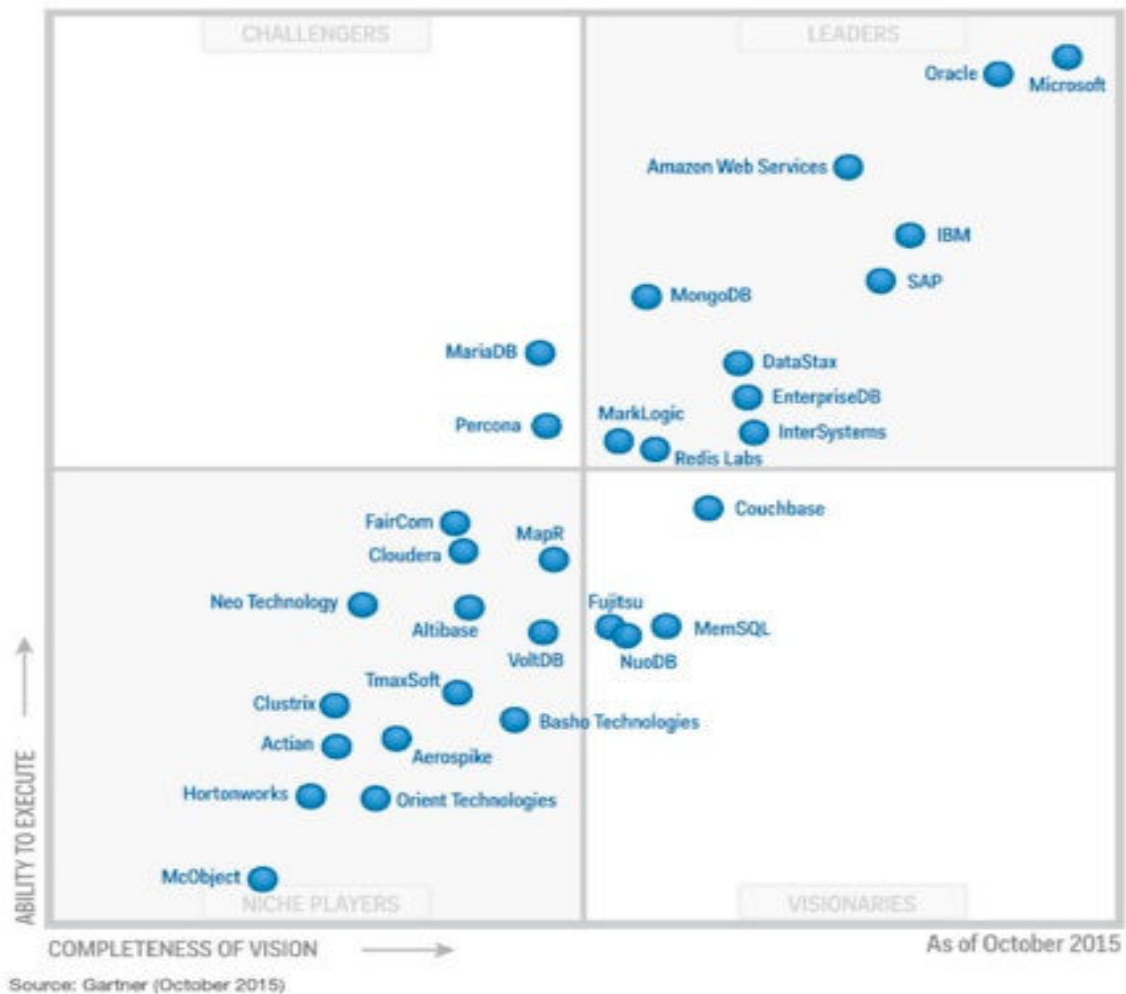 CHALLENGERS
LEADERS
Oracle
Microsoft
Amazon Web Services
IBM
SAP
MongoDB
MariaDB
DataStax
EnterpriseDB
MarkLogic
Percona
InterSystems
Redis Labs
Couchbase
FairCom
MapR
Cloudera
Neo Technology
Fujitsu
Altibase
MemSQL
VoltDB
NuoDB
TmaxSoft
Clustrix
Basho Technologies
Actian
Aerospike
Hortonworks
Orient Technologies
McObject
NICHE PLAYERS
VISIONARIES
ABILITY TO EXECUTE
COMPLETENESS OF VISION
As of October 2015
Source: Gartner (October 2015)